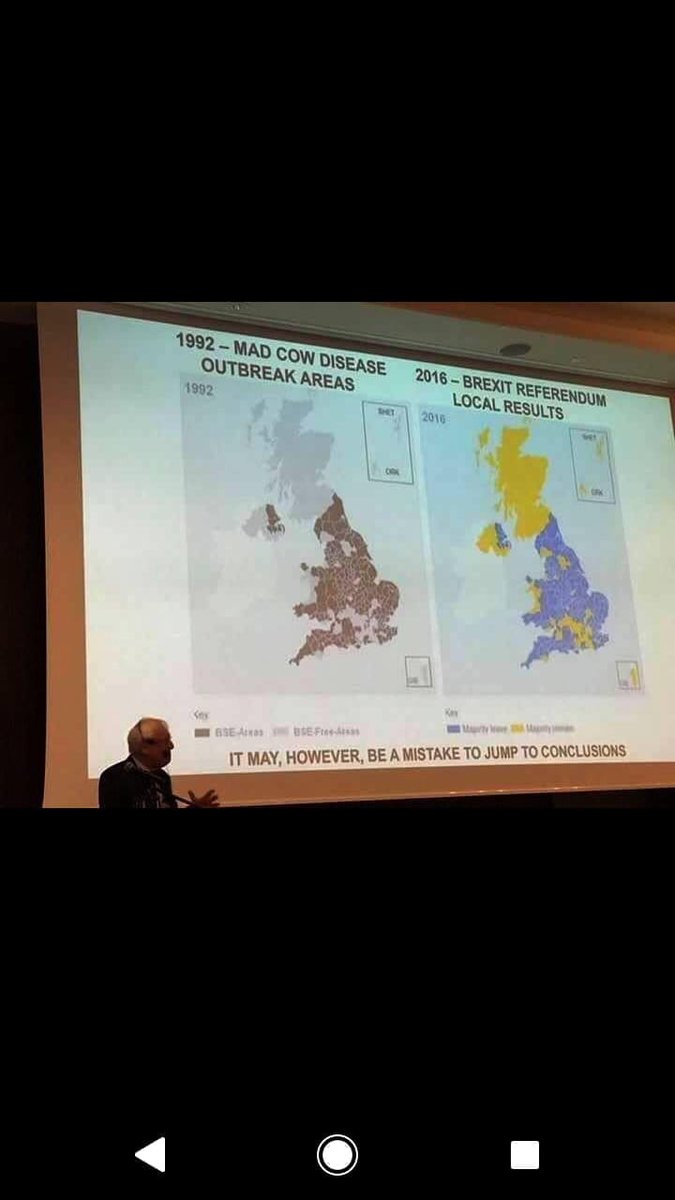 1992 – MAD COW DISEASE
OUTBREAK AREAS
1992
SHET
ORK
Key
BSE-Areas BSE-Free-Areas
2016 – BREXIT REFERENDUM
LOCAL RESULTS
2016
SHET
ORK
Key
Majority leave Majority remain
IT MAY, HOWEVER, BE A MISTAKE TO JUMP TO CONCLUSIONS